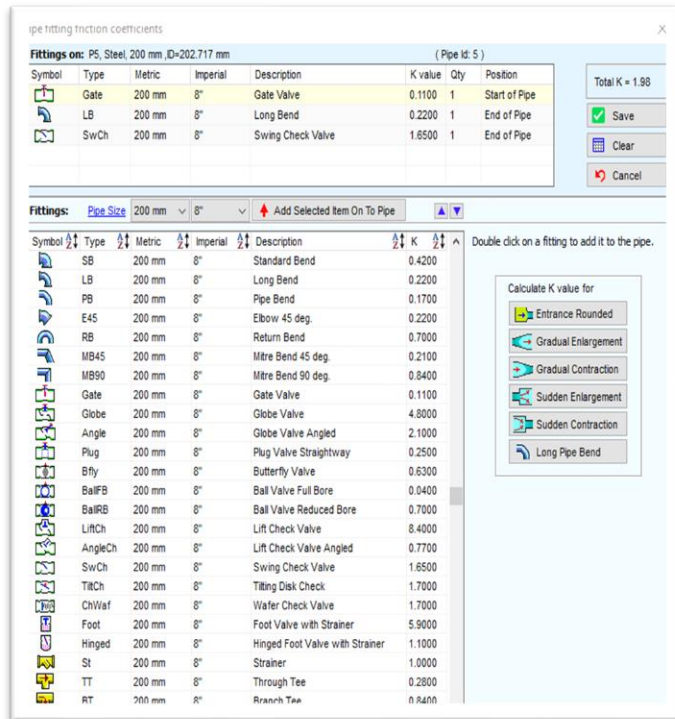 ipe fitting friction coefficients X
Fittings on: P5, Steel, 200 mm ,ID=202.717 mm ( Pipe Id: 5 )
Symbol Type Metric Imperial Description K value Qty Position
Gate 200 mm 8" Gate Valve 0.1100 1 Start of Pipe
LB 200 mm 8" Long Bend 0.2200 1 End of Pipe
SwCh 200 mm 8" Swing Check Valve 1.6500 1 End of Pipe
Total K = 1.98
Save
Clear
Cancel
Fittings: Pipe Size 200 mm 8" Add Selected Item On To Pipe
Symbol Type Metric Imperial Description K
SB 200 mm 8" Standard Bend 0.4200
LB 200 mm 8" Long Bend 0.2200
PB 200 mm 8" Pipe Bend 0.1700
E45 200 mm 8" Elbow 45 deg. 0.2200
RB 200 mm 8" Return Bend 0.7000
MB45 200 mm 8" Mitre Bend 45 deg. 0.2100
MB90 200 mm 8" Mitre Bend 90 deg. 0.8400
Gate 200 mm 8" Gate Valve 0.1100
Globe 200 mm 8" Globe Valve 4.8000
Angle 200 mm 8" Globe Valve Angled 2.1000
Plug 200 mm 8" Plug Valve Straightway 0.2500
Bfly 200 mm 8" Butterfly Valve 0.6300
BallFB 200 mm 8" Ball Valve Full Bore 0.0400
BallRB 200 mm 8" Ball Valve Reduced Bore 0.7000
LiftCh 200 mm 8" Lift Check Valve 8.4000
AngleCh 200 mm 8" Lift Check Valve Angled 0.7700
SwCh 200 mm 8" Swing Check Valve 1.6500
TiltCh 200 mm 8" Tilting Disk Check 1.7000
ChWaf 200 mm 8" Wafer Check Valve 1.7000
Foot 200 mm 8" Foot Valve with Strainer 5.9000
Hinged 200 mm 8" Hinged Foot Valve with Strainer 1.1000
St 200 mm 8" Strainer 1.0000
TT 200 mm 8" Through Tee 0.2800
BT 200 mm 8" Branch Tee 0.8400
Double click on a fitting to add it to the pipe.
Calculate K value for
Entrance Rounded
Gradual Enlargement
Gradual Contraction
Sudden Enlargement
Sudden Contraction
Long Pipe Bend